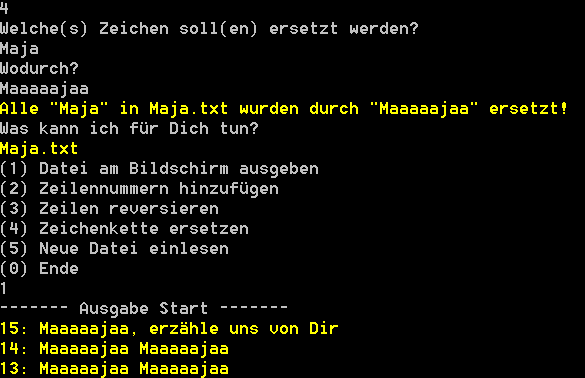 4
Welche(s) Zeichen soll(en) ersetzt werden?
Maja
Wodurch?
Maaaaajaa
Alle "Maja" in Maja.txt wurden durch "Maaaaajaa" ersetzt!
Was kann ich für Dich tun?
Maja.txt
(1) Datei am Bildschirm ausgeben
(2) Zeilennummern hinzufügen
(3) Zeilen reversieren
(4) Zeichenkette ersetzen
(5) Neue Datei einlesen
(0) Ende
1
------- Ausgabe Start -------
15: Maaaaajaa, erzähle uns von Dir
14: Maaaaajaa Maaaaajaa
13: Maaaaajaa Maaaaajaa